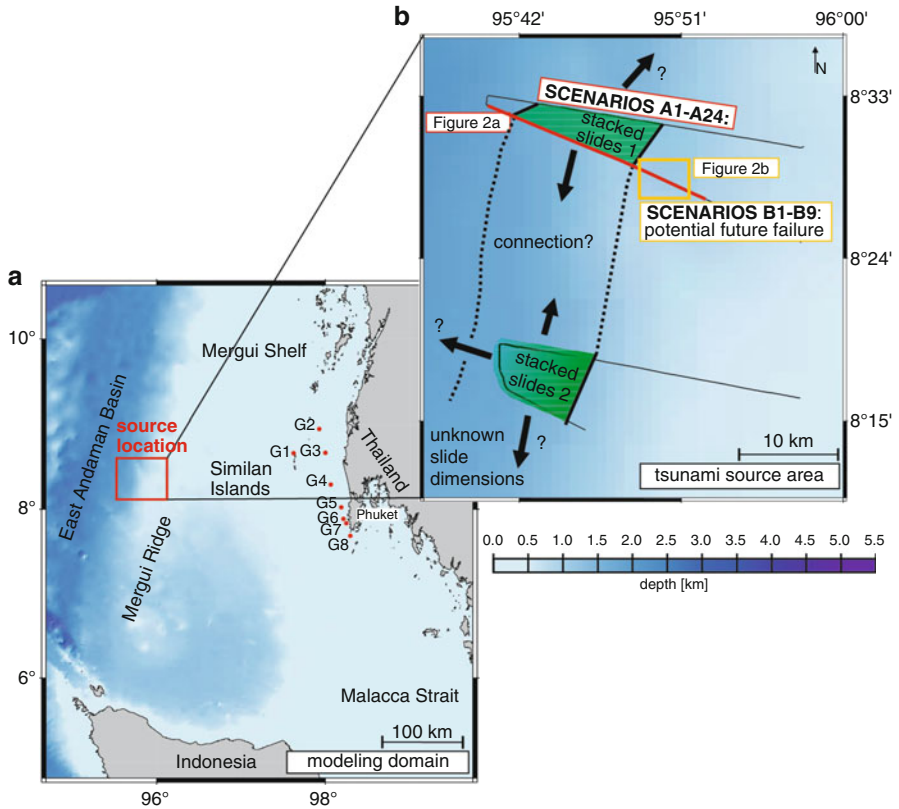 b
95°42'
95°51'
96°00'
N
?
8°33'
SCENARIOS A1-A24:
Figure 2a
stacked
slides 1
Figure 2b
SCENARIOS B1-B9:
potential future failure
connection?
8°24'
?
stacked
slides 2
8°15'
unknown
slide
dimensions
?
10 km
tsunami source area
a
10°
Mergui Shelf
East Andaman Basin
source
location
G2
G1
G3
Thailand
Similan
Islands
G4
8°
G5
Phuket
G6
G7
G8
Mergui Ridge
0.0 0.5 1.0 1.5 2.0 2.5 3.0 3.5 4.0 4.5 5.0 5.5
depth [km]
6°
Malacca Strait
100 km
Indonesia
modeling domain
96°
98°